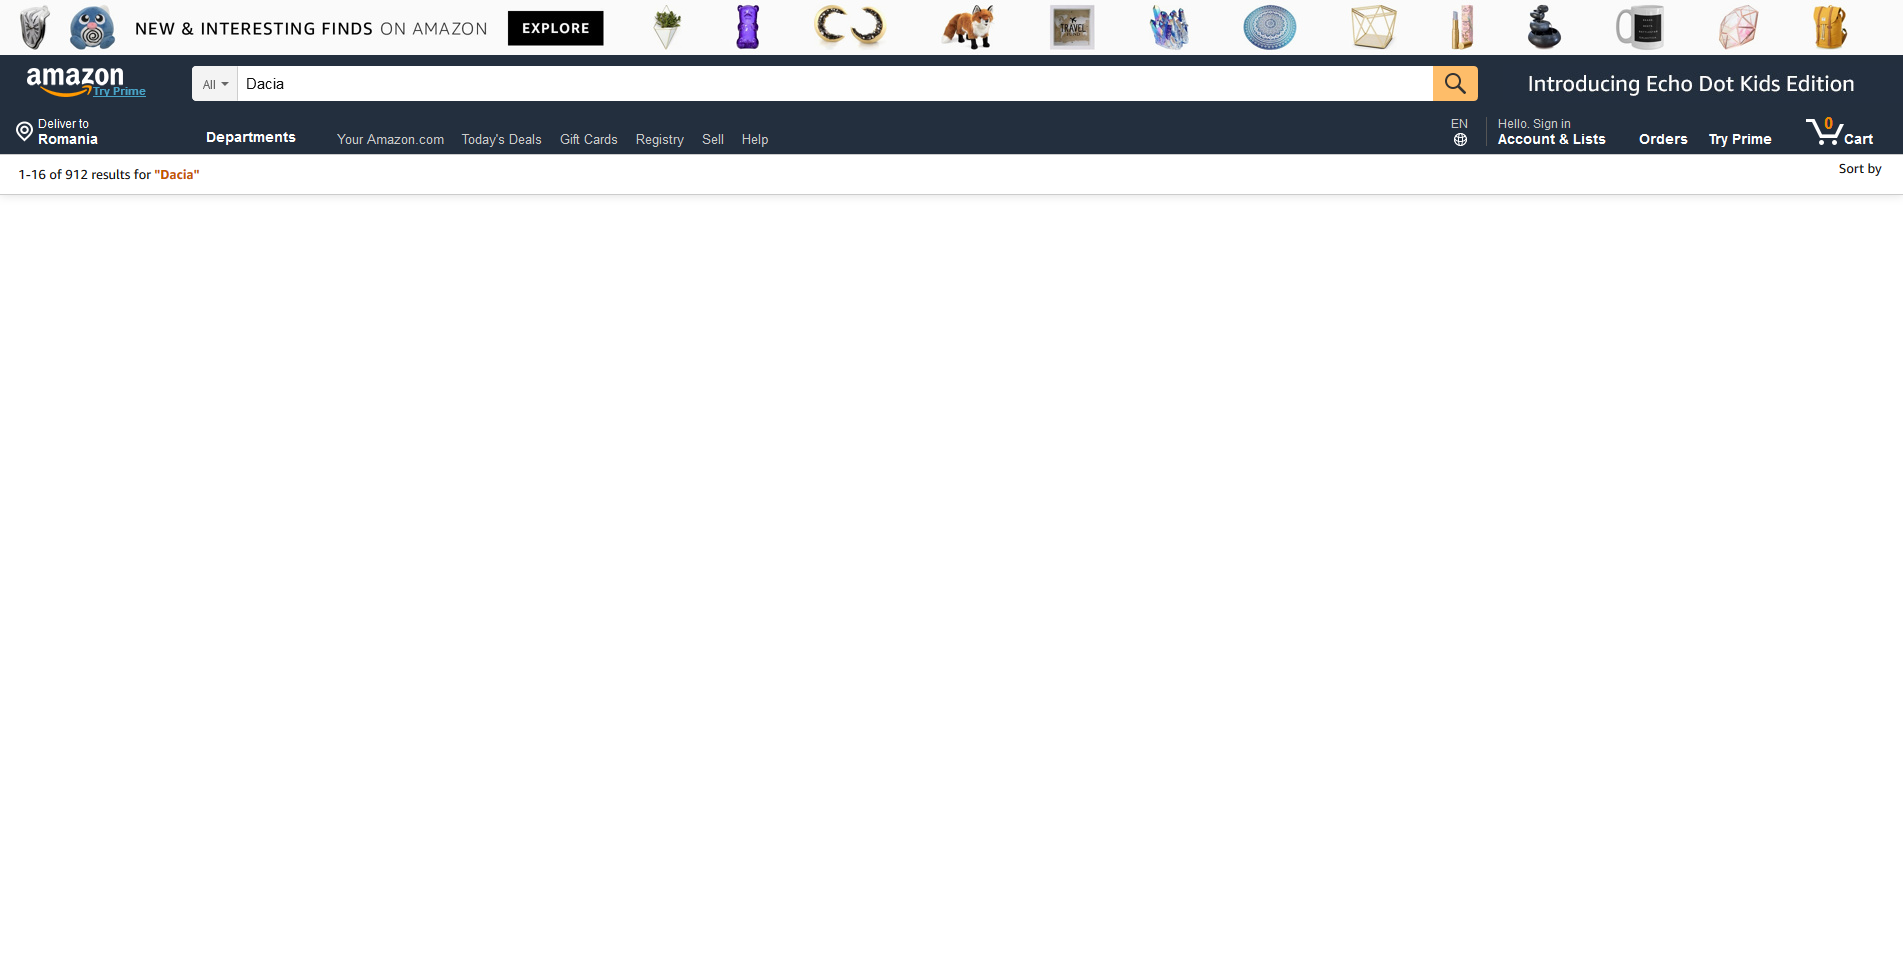 NEW & INTERESTING FINDS ON AMAZON
EXPLORE
TRAVEL
amazon
Try Prime
All
Dacia
Introducing Echo Dot Kids Edition
Deliver to
Romania
Departments
Your Amazon.com
Today's Deals
Gift Cards
Registry
Sell
Help
EN
Hello. Sign in
Account & Lists
Orders
Try Prime
0
Cart
1-16 of 912 results for "Dacia"
Sort by